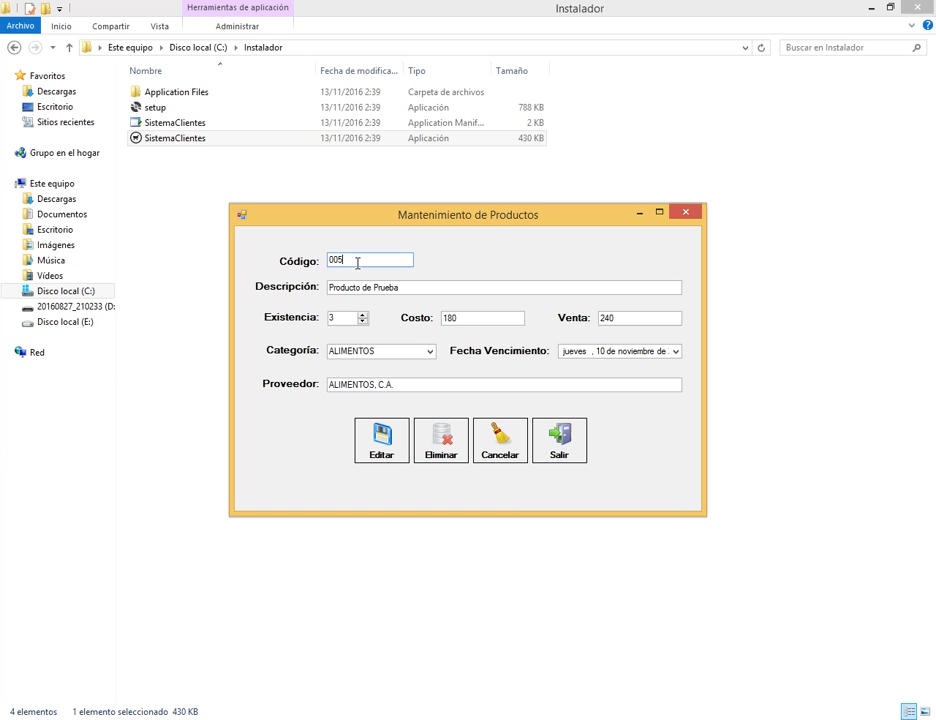 Herramientas de aplicación
Instalador
Archivo Inicio Compartir Vista Administrar
Este equipo Disco local (C:) Instalador
Buscar en Instalador
Nombre Fecha de modifica... Tipo Tamaño
Favoritos
Descargas
Escritorio
Sitios recientes
Grupo en el hogar
Este equipo
Descargas
Documentos
Escritorio
Imágenes
Música
Vídeos
Disco local (C:)
20160827_210233 (D:
Disco local (E:)
Red
Application Files 13/11/2016 2:39 Carpeta de archivos
setup 13/11/2016 2:39 Aplicación 788 KB
SistemaClientes 13/11/2016 2:39 Application Manif... 2 KB
SistemaClientes 13/11/2016 2:39 Aplicación 430 KB
Mantenimiento de Productos
Código: 005
Descripción: Producto de Prueba
Existencia: 3 Costo: 180 Venta: 240
Categoría: ALIMENTOS Fecha Vencimiento: jueves , 10 de noviembre de
Proveedor: ALIMENTOS, C.A.
Editar Eliminar Cancelar Salir
4 elementos 1 elemento seleccionado 430 KB